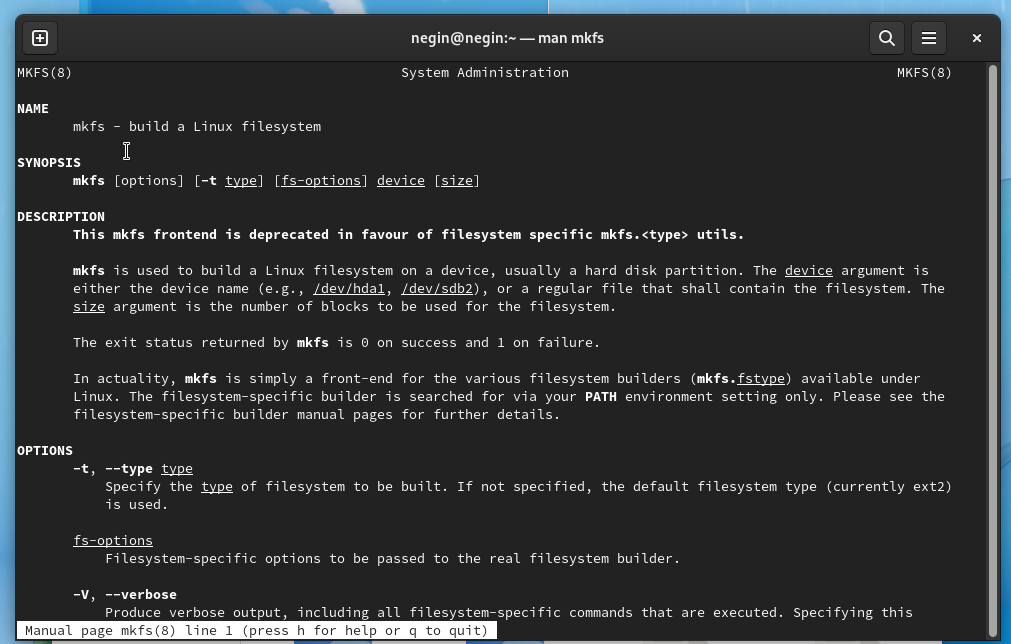 negin@negin:~ — man mkfs
MKFS(8) System Administration MKFS(8)
NAME
mkfs - build a Linux filesystem
SYNOPSIS
mkfs [options] [-t type] [fs-options] device [size]
DESCRIPTION
This mkfs frontend is deprecated in favour of filesystem specific mkfs.<type> utils.
mkfs is used to build a Linux filesystem on a device, usually a hard disk partition. The device argument is
either the device name (e.g., /dev/hda1, /dev/sdb2), or a regular file that shall contain the filesystem. The
size argument is the number of blocks to be used for the filesystem.
The exit status returned by mkfs is 0 on success and 1 on failure.
In actuality, mkfs is simply a front-end for the various filesystem builders (mkfs.fstype) available under
Linux. The filesystem-specific builder is searched for via your PATH environment setting only. Please see the
filesystem-specific builder manual pages for further details.
OPTIONS
-t, --type type
Specify the type of filesystem to be built. If not specified, the default filesystem type (currently ext2)
is used.
fs-options
Filesystem-specific options to be passed to the real filesystem builder.
-V, --verbose
Produce verbose output, including all filesystem-specific commands that are executed. Specifying this
Manual page mkfs(8) line 1 (press h for help or q to quit)